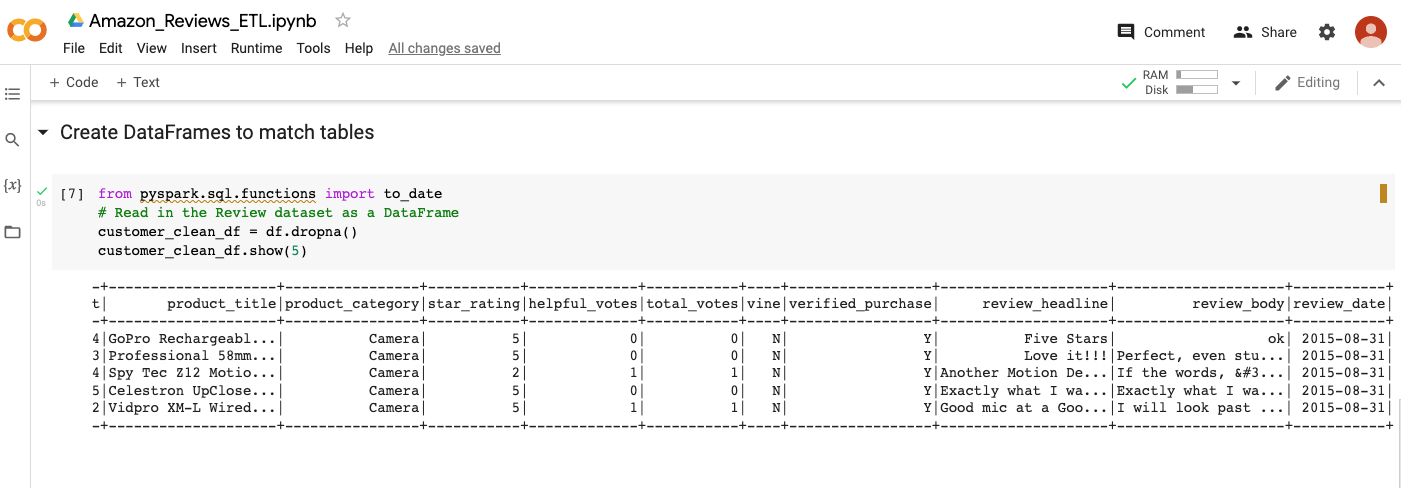 Amazon_Reviews_ETL.ipynb
File Edit View Insert Runtime Tools Help All changes saved
Comment Share
+ Code + Text
RAM
Disk
Editing
Create DataFrames to match tables
{x}
0s
[7] from pyspark.sql.functions import to_date
# Read in the Review dataset as a DataFrame
customer_clean_df = df.dropna()
customer_clean_df.show(5)
-+--------------------+----------------+-----------+-------------+-----------+----+-----------------+--------------------+--------------------+-----------+
t| product_title|product_category|star_rating|helpful_votes|total_votes|vine|verified_purchase| review_headline| review_body|review_date|
-+--------------------+----------------+-----------+-------------+-----------+----+-----------------+--------------------+--------------------+-----------+
4|GoPro Rechargeabl...| Camera| 5| 0| 0| N| Y| Five Stars| ok| 2015-08-31|
3|Professional 58mm...| Camera| 5| 0| 0| N| Y| Love it!!!|Perfect, even stu...| 2015-08-31|
4|Spy Tec Z12 Motio...| Camera| 2| 1| 1| N| Y|Another Motion De...|If the words, &#3...| 2015-08-31|
5|Celestron UpClose...| Camera| 5| 0| 0| N| Y|Exactly what I wa...|Exactly what I wa...| 2015-08-31|
2|Vidpro XM-L Wired...| Camera| 5| 1| 1| N| Y|Good mic at a Goo...|I will look past ...| 2015-08-31|
-+--------------------+----------------+-----------+-------------+-----------+----+-----------------+--------------------+--------------------+-----------+